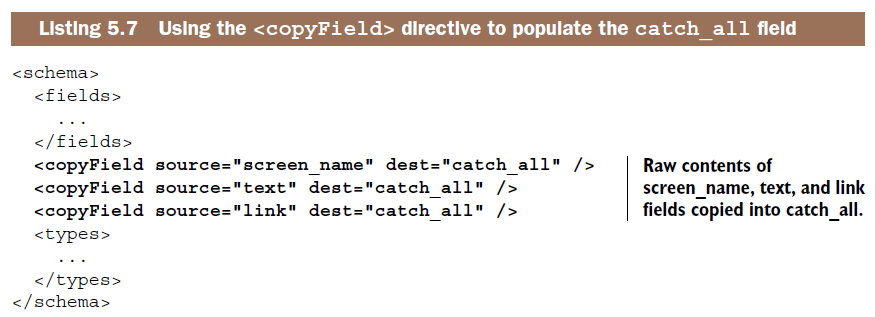 Listing 5.7 Using the <copyField> directive to populate the catch_all field
<schema>
<fields>
...
</fields>
<copyField source="screen_name" dest="catch_all" />
<copyField source="text" dest="catch_all" />
<copyField source="link" dest="catch_all" />
Raw contents of
screen_name, text, and link
fields copied into catch_all.
<types>
...
</types>
</schema>